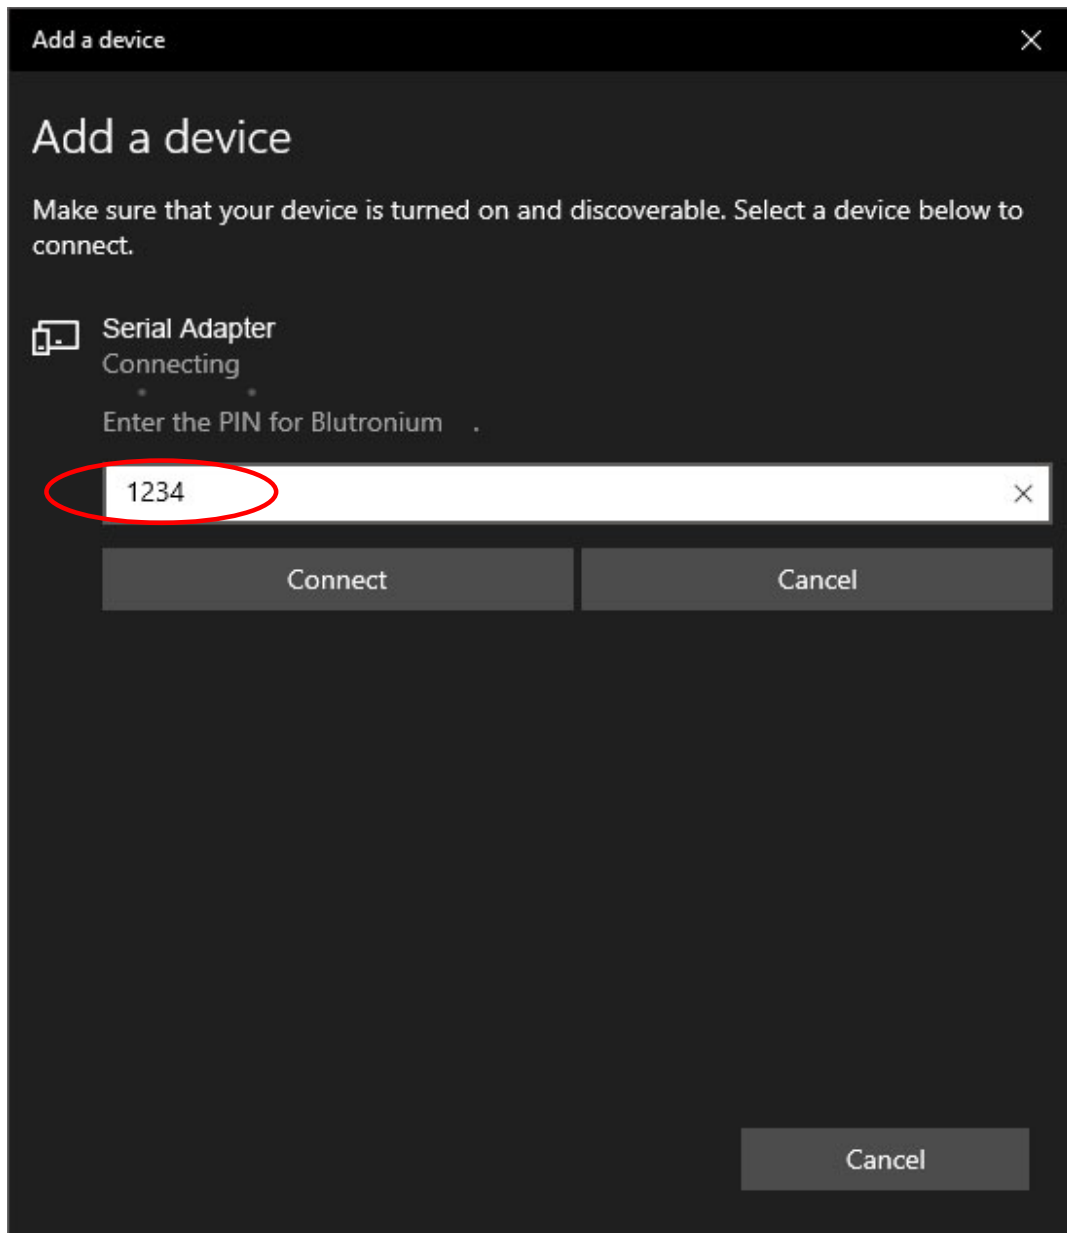 Add a device
Add a device
Make sure that your device is turned on and discoverable. Select a device below to
connect.
Serial Adapter
Connecting
Enter the PIN for Blutronium .
1234
Connect Cancel
Cancel